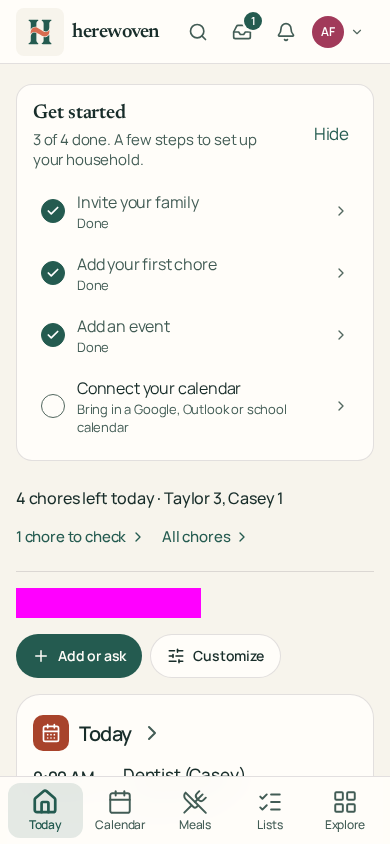 herewoven
1
AF
Get started
3 of 4 done. A few steps to set up
your household.
Hide
Invite your family
Done
Add your first chore
Done
Add an event
Done
Connect your calendar
Bring in a Google, Outlook or school
calendar
4 chores left today · Taylor 3, Casey 1
1 chore to check
All chores
Add or ask
Customize
Today
Dentist (Casey)
Today
Calendar
Meals
Lists
Explore